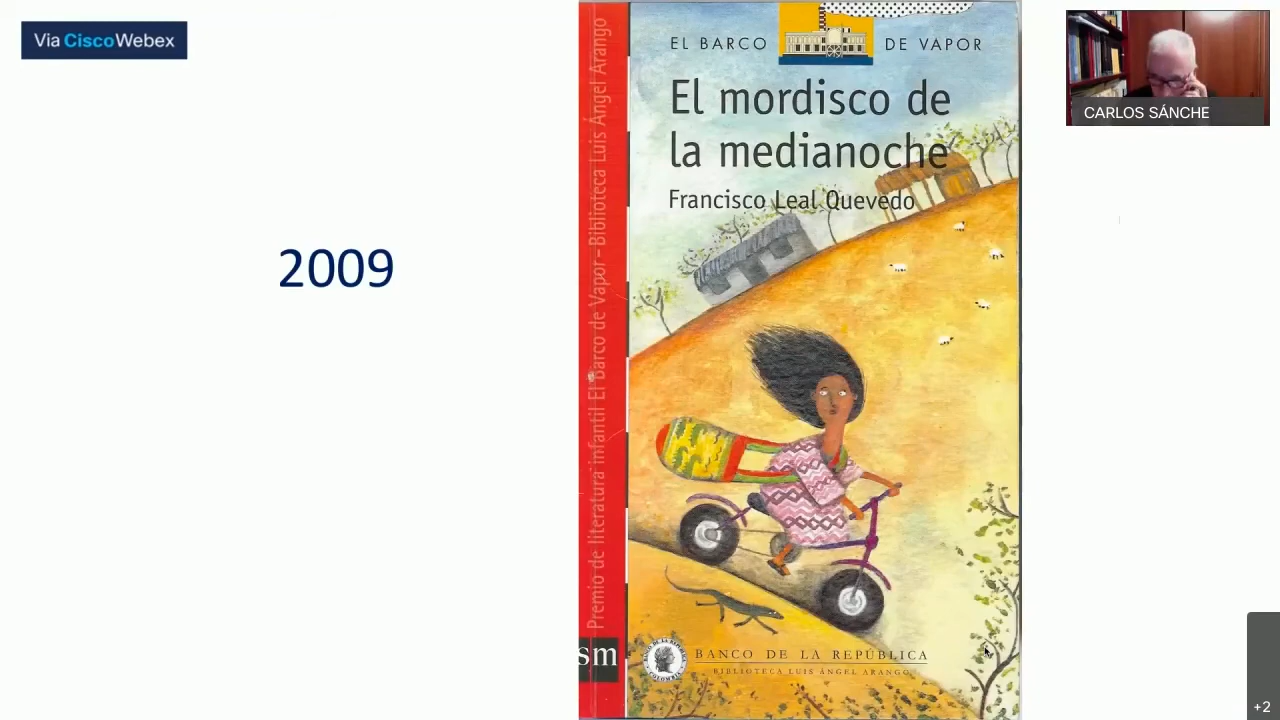 Via Cisco Webex
2009
Premio de literatura infantil El Barco de Vapor - Biblioteca Luis Ángel Arango
sm
EL BARCO DE VAPOR
El mordisco de
la medianoche
Francisco Leal Quevedo
BANCO DE LA REPÚBLICA
BIBLIOTECA LUIS ÁNGEL ARANGO
CARLOS SÁNCHE
+2